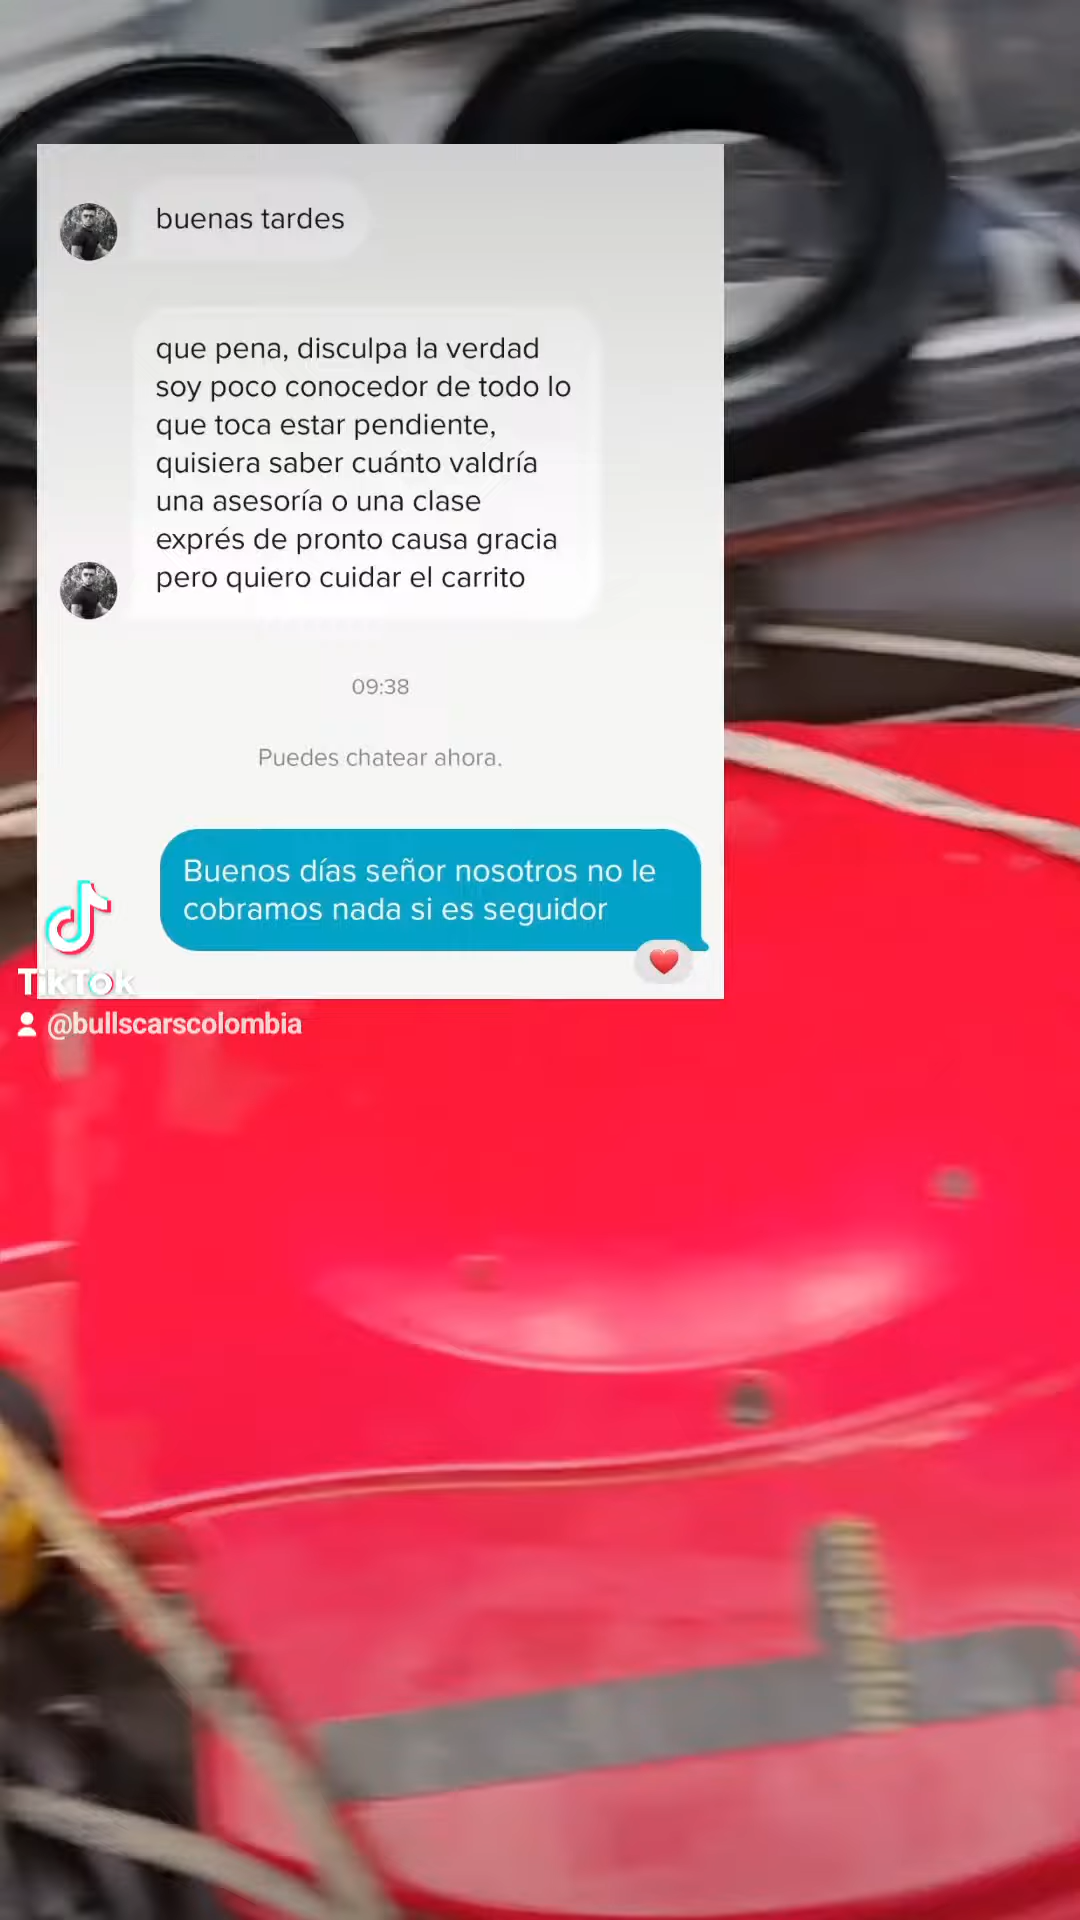 buenas tardes
que pena, disculpa la verdad
soy poco conocedor de todo lo
que toca estar pendiente,
quisiera saber cuánto valdría
una asesoría o una clase
exprés de pronto causa gracia
pero quiero cuidar el carrito
09:38
Puedes chatear ahora.
Buenos días señor nosotros no le
cobramos nada si es seguidor
TikTok
@bullscarscolombia